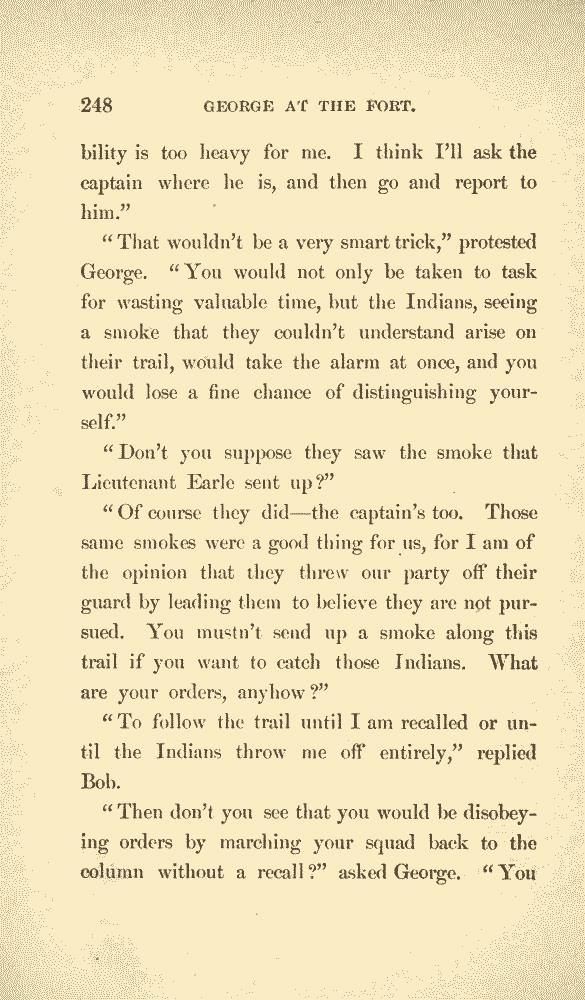 248 GEORGE AT THE FORT.
bility is too heavy for me. I think I'll ask the
captain where he is, and then go and report to
him."
"That wouldn't be a very smart trick," protested
George. "You would not only be taken to task
for wasting valuable time, but the Indians, seeing
a smoke that they couldn't understand arise on
their trail, would take the alarm at once, and you
would lose a fine chance of distinguishing your-
self."
"Don't you suppose they saw the smoke that
Lieutenant Earle sent up?"
"Of course they did—the captain's too. Those
same smokes were a good thing for us, for I am of
the opinion that they threw our party off their
guard by leading them to believe they are not pur-
sued. You mustn't send up a smoke along this
trail if you want to catch those Indians. What
are your orders, anyhow?"
"To follow the trail until I am recalled or un-
til the Indians throw me off entirely," replied
Bob.
"Then don't you see that you would be disobey-
ing orders by marching your squad back to the
column without a recall?" asked George. "You